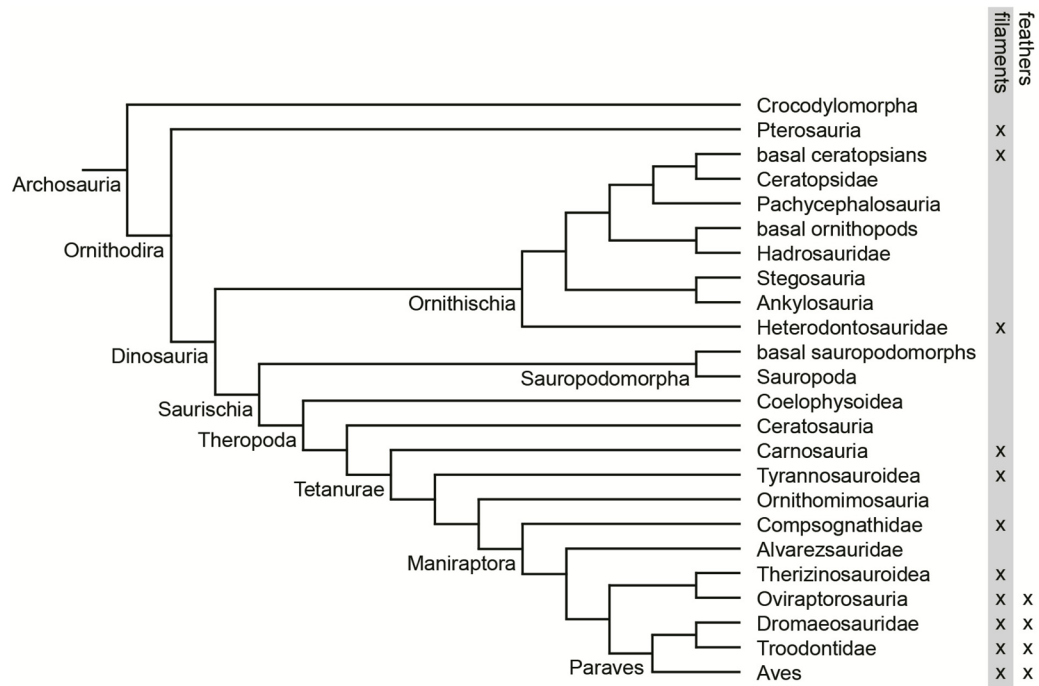 filaments
feathers
Crocodylomorpha
Pterosauria x
basal ceratopsians x
Archosauria
Ceratopsidae
Pachycephalosauria
basal ornithopods
Ornithodira
Hadrosauridae
Stegosauria
Ornithischia
Ankylosauria
Heterodontosauridae x
Dinosauria
basal sauropodomorphs
Sauropodomorpha
Sauropoda
Saurischia
Coelophysoidea
Ceratosauria
Theropoda
Carnosauria x
Tyrannosauroidea x
Tetanurae
Ornithomimosauria
Compsognathidae x
Alvarezsauridae
Maniraptora
Therizinosauroidea x
Oviraptorosauria x x
Dromaeosauridae x x
Troodontidae x x
Paraves
Aves x x